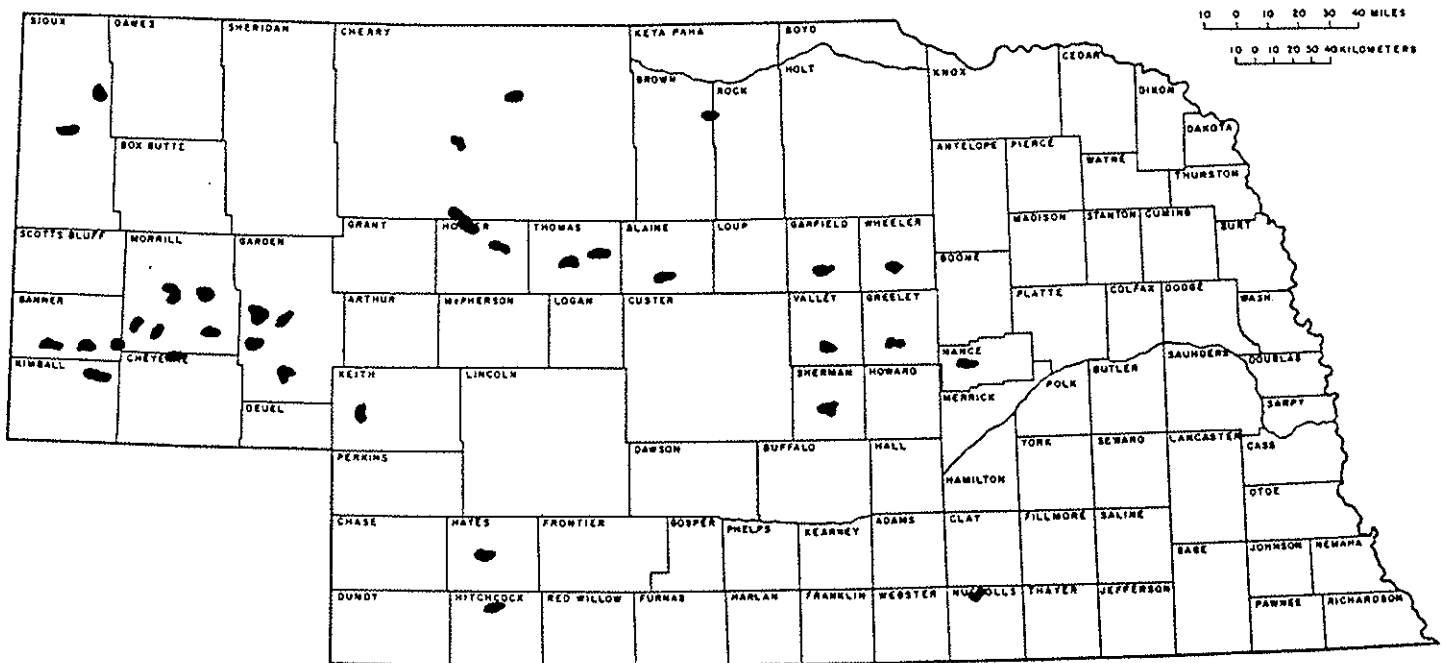 10 0 10 20 30 40 MILES
10 0 10 20 30 40 KILOMETERS
SIOUX DAWES SHERIDAN CHERRY KEYA PAHA BOYD
BROWN ROCK HOLT KNOX CEDAR DIXON
DAKOTA
BOX BUTTE ANTELOPE PIERCE WAYNE THURSTON
SCOTTS BLUFF MORRILL GARDEN GRANT THOMAS BLAINE LOUP GARFIELD WHEELER MADISON STANTON CUMING BURT
BOONE
BANNER ARTHUR McPHERSON LOGAN CUSTER VALLEY GREELEY PLATTE COLFAX DODGE WASH.
KIMBALL NANCE SAUNDERS DOUGLAS
KEITH LINCOLN SHERMAN HOWARD MERRICK POLK BUTLER
DEUEL SARPY
PERKINS DAWSON BUFFALO HALL HAMILTON YORK SEWARD LANCASTER CASS
OTOE
CHASE HAYES FRONTIER GOSPER PHELPS KEARNEY ADAMS CLAY FILLMORE SALINE
GAGE JOHNSON NEMAHA
DUNDY HITCHCOCK RED WILLOW FURNAS HARLAN FRANKLIN WEBSTER THAYER JEFFERSON
PAWNEE RICHARDSON